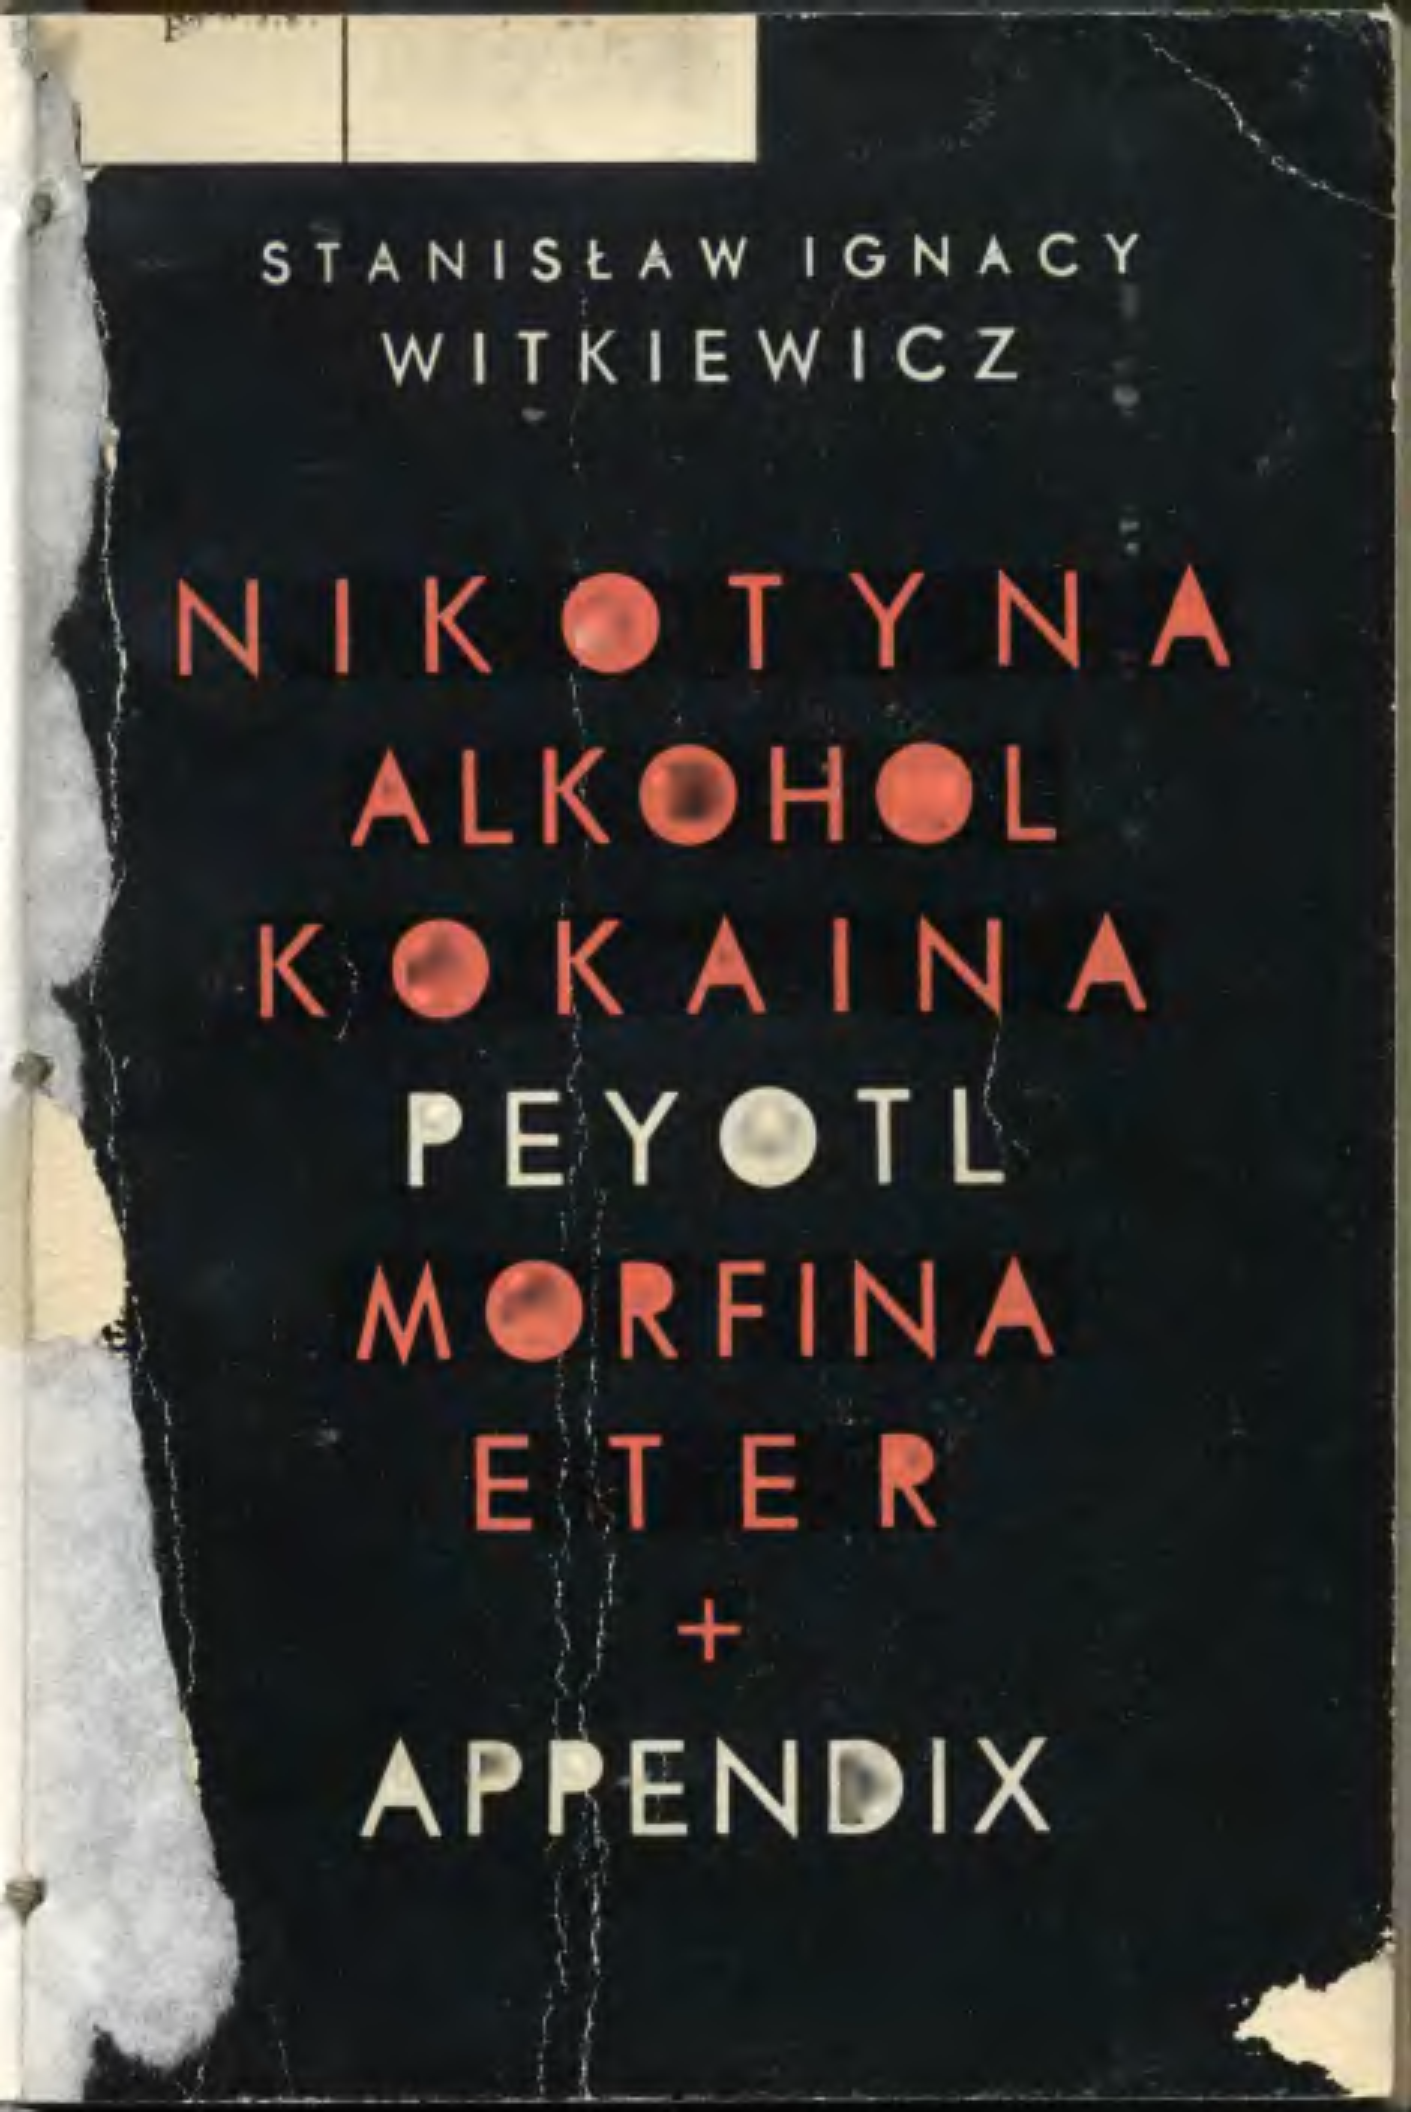 STANISŁAW IGNACY
WITKIEWICZ
NIKOTYNA
ALKOHOL
KOKAINA
PEYOTL
MORFINA
ETER
+
APPENDIX